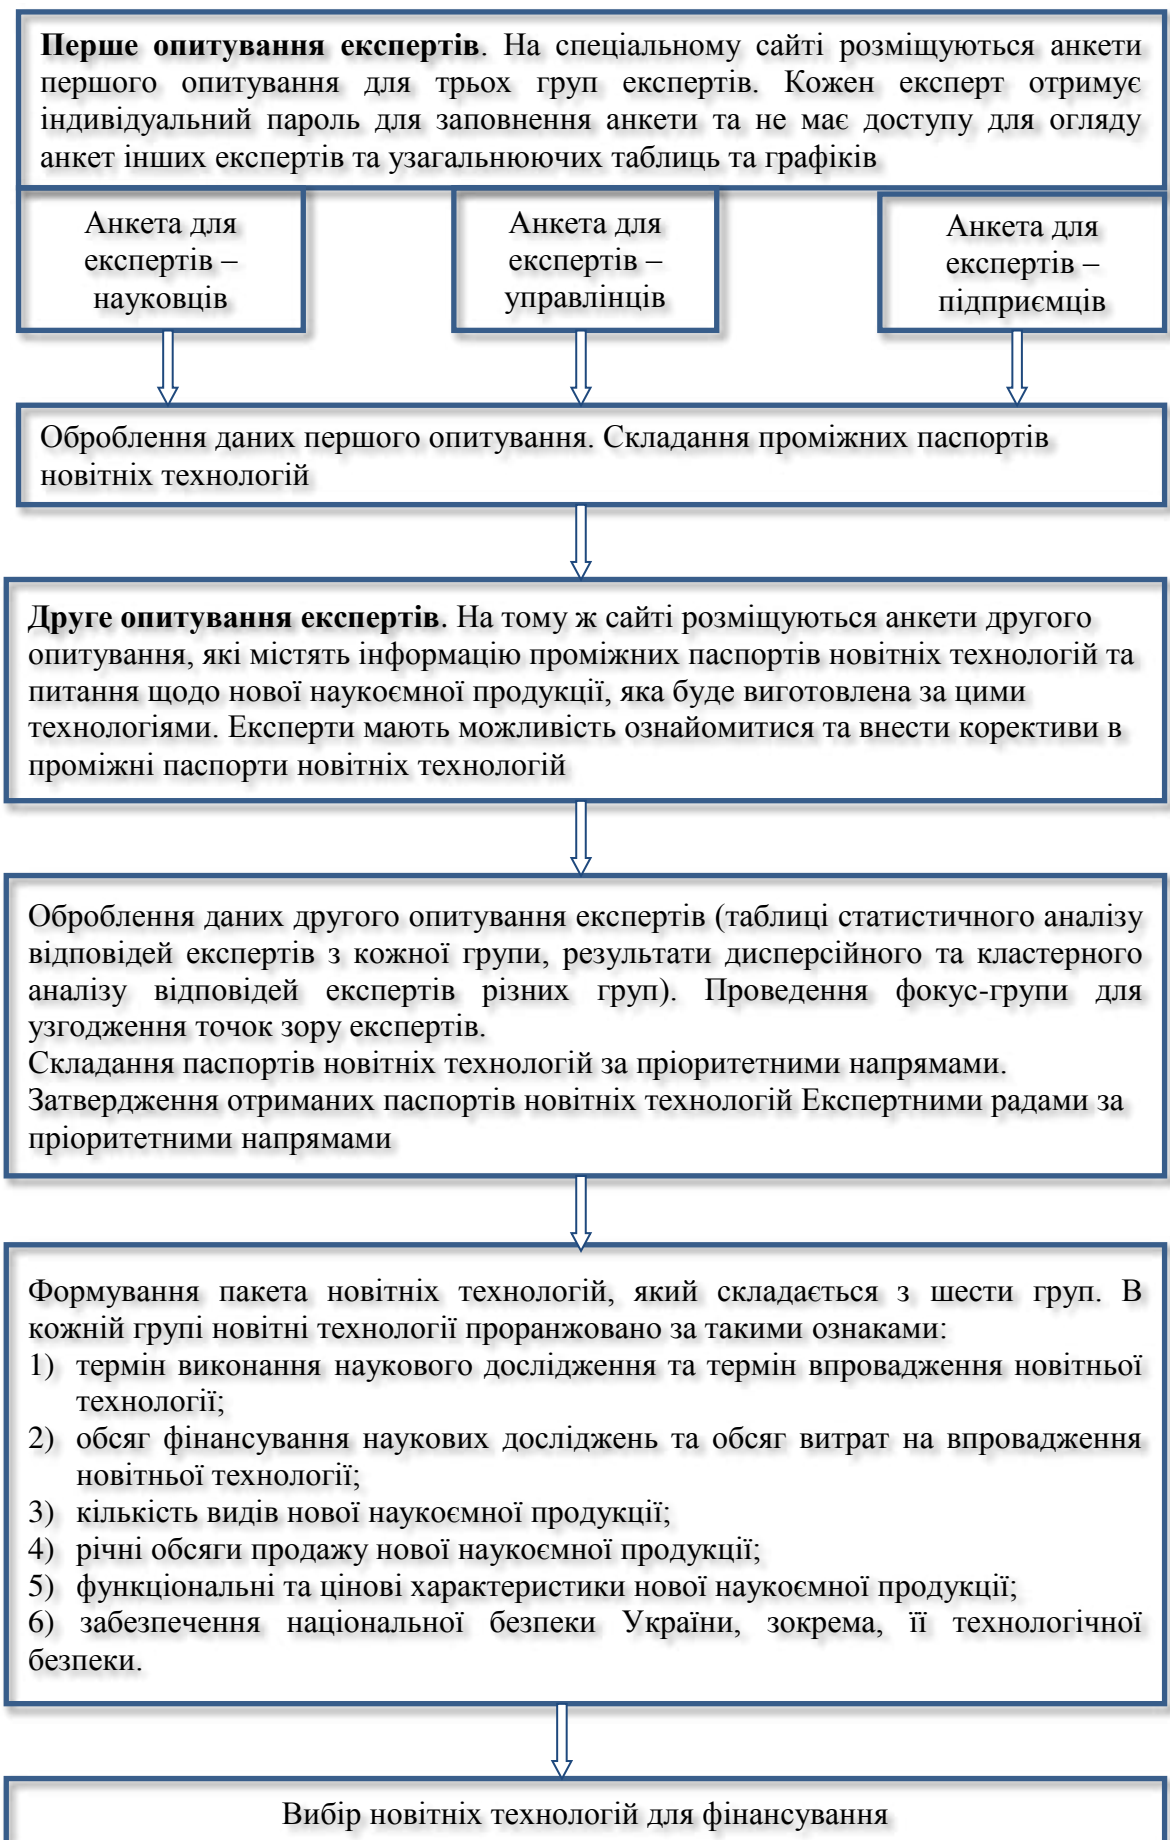 Перше опитування експертів. На спеціальному сайті розміщуються анкети
першого опитування для трьох груп експертів. Кожен експерт отримує
індивідуальний пароль для заповнення анкети та не має доступу для огляду
анкет інших експертів та узагальнюючих таблиць та графіків
Анкета для
експертів –
науковців
Анкета для
експертів –
управлінців
Анкета для
експертів –
підприємців
Оброблення даних першого опитування. Складання проміжних паспортів
новітніх технологій
Друге опитування експертів. На тому ж сайті розміщуються анкети другого
опитування, які містять інформацію проміжних паспортів новітніх технологій та
питання щодо нової наукоємної продукції, яка буде виготовлена за цими
технологіями. Експерти мають можливість ознайомитися та внести корективи в
проміжні паспорти новітніх технологій
Оброблення даних другого опитування експертів (таблиці статистичного аналізу
відповідей експертів з кожної групи, результати дисперсійного та кластерного
аналізу відповідей експертів різних груп). Проведення фокус-групи для
узгодження точок зору експертів.
Складання паспортів новітніх технологій за пріоритетними напрямами.
Затвердження отриманих паспортів новітніх технологій Експертними радами за
пріоритетними напрямами
Формування пакета новітніх технологій, який складається з шести груп. В
кожній групі новітні технології проранжовано за такими ознаками:
1) термін виконання наукового дослідження та термін впровадження новітньої
технології;
2) обсяг фінансування наукових досліджень та обсяг витрат на впровадження
новітньої технології;
3) кількість видів нової наукоємної продукції;
4) річні обсяги продажу нової наукоємної продукції;
5) функціональні та цінові характеристики нової наукоємної продукції;
6) забезпечення національної безпеки України, зокрема, її технологічної
безпеки.
Вибір новітніх технологій для фінансування